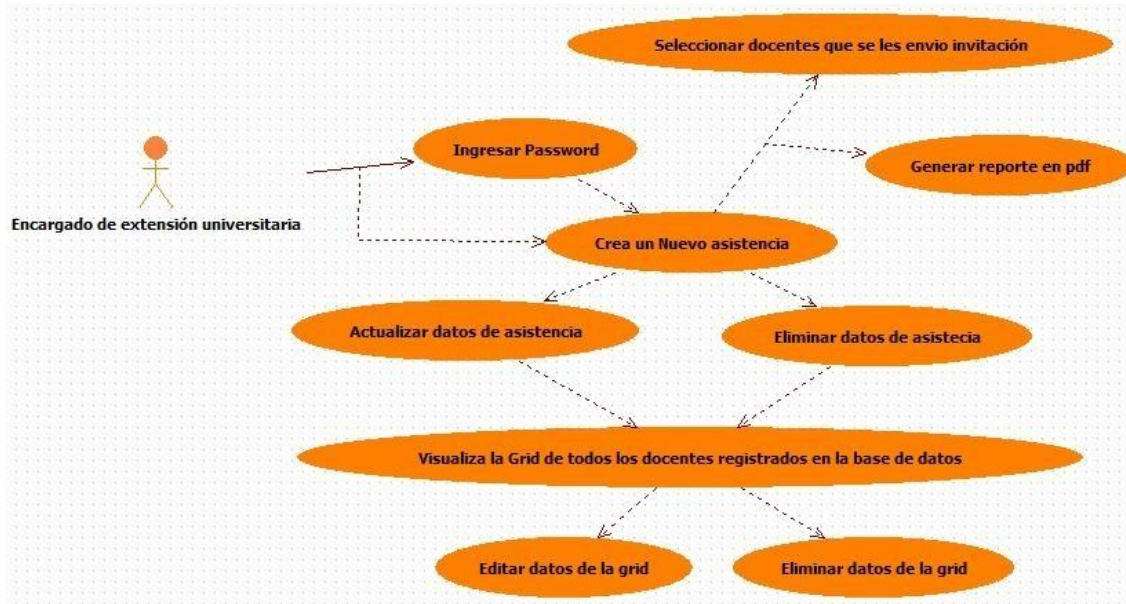 Seleccionar docentes que se les envio invitación
Ingresar Password
Generar reporte en pdf
Encargado de extensión universitaria
Crea un Nuevo asistencia
Actualizar datos de asistencia
Eliminar datos de asistecia
Visualiza la Grid de todos los docentes registrados en la base de datos
Editar datos de la grid
Eliminar datos de la grid